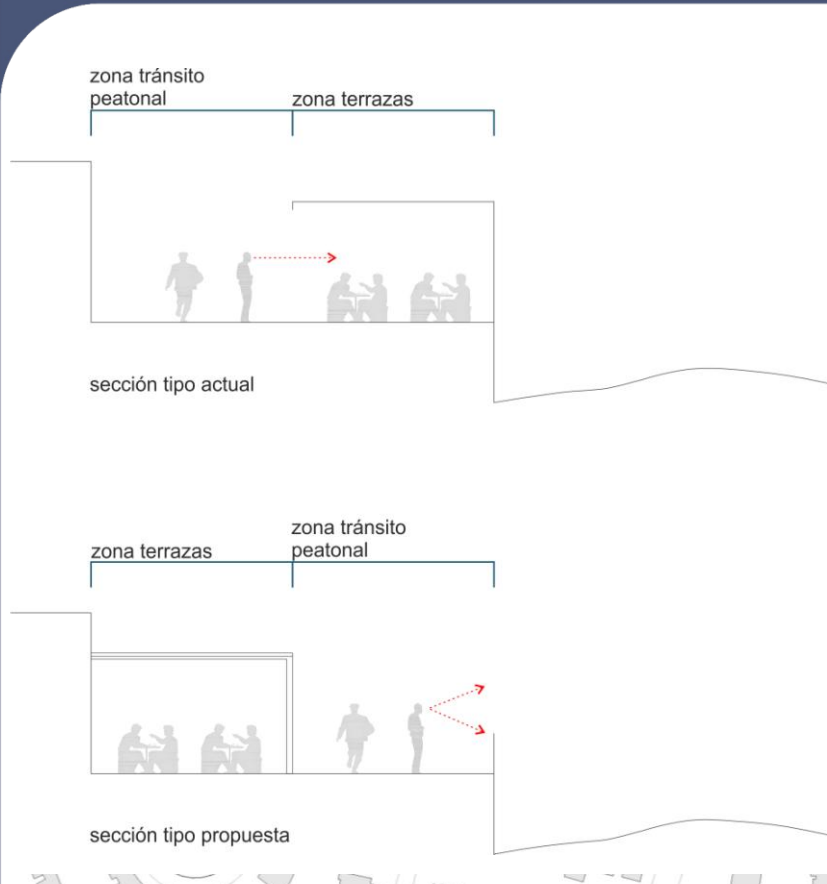 zona tránsito
peatonal
zona terrazas
sección tipo actual
zona terrazas
zona tránsito
peatonal
sección tipo propuesta